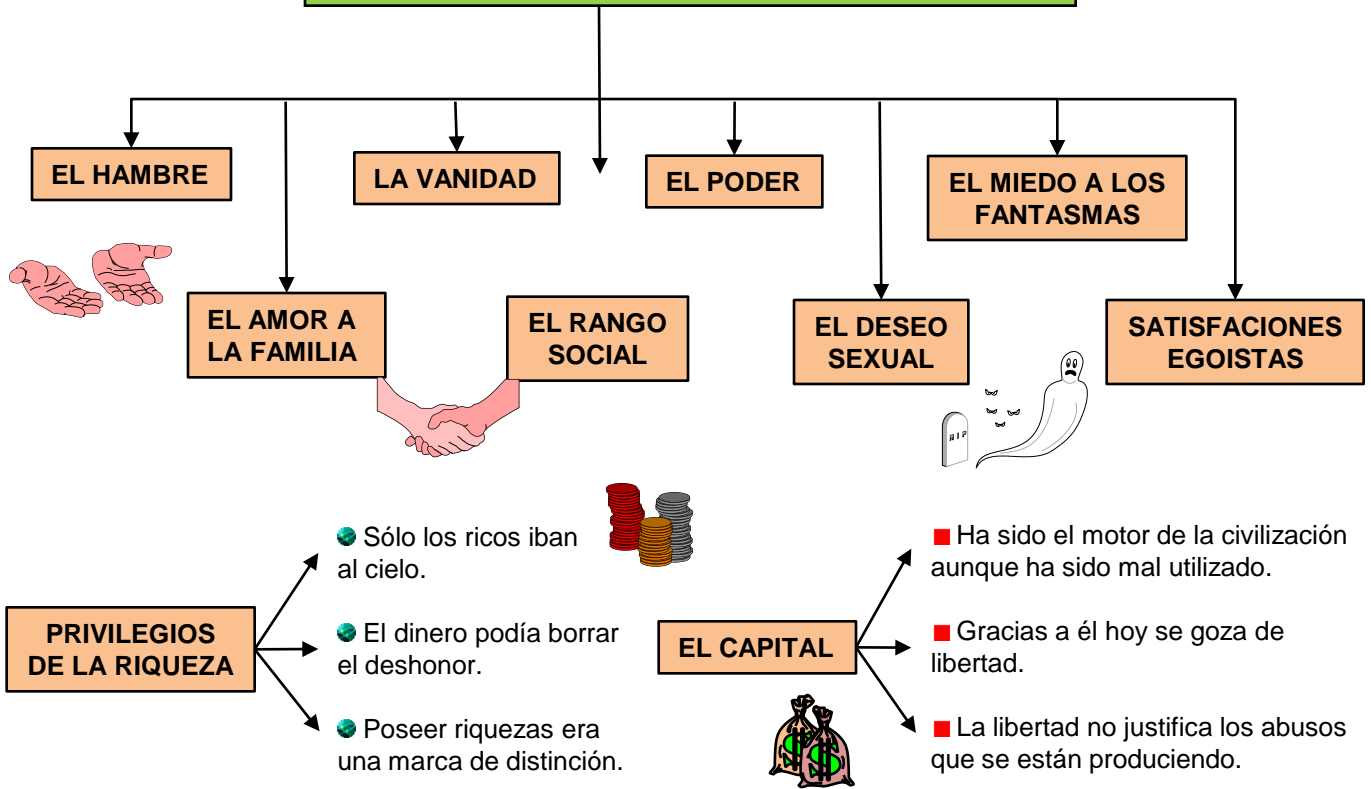 EL HAMBRE
LA VANIDAD
EL PODER
EL MIEDO A LOS
FANTASMAS
EL AMOR A
LA FAMILIA
EL RANGO
SOCIAL
EL DESEO
SEXUAL
SATISFACIONES
EGOISTAS
RIP
PRIVILEGIOS
DE LA RIQUEZA
Sólo los ricos iban
al cielo.
El dinero podía borrar
el deshonor.
Poseer riquezas era
una marca de distinción.
EL CAPITAL
Ha sido el motor de la civilización
aunque ha sido mal utilizado.
Gracias a él hoy se goza de
libertad.
La libertad no justifica los abusos
que se están produciendo.
$
$